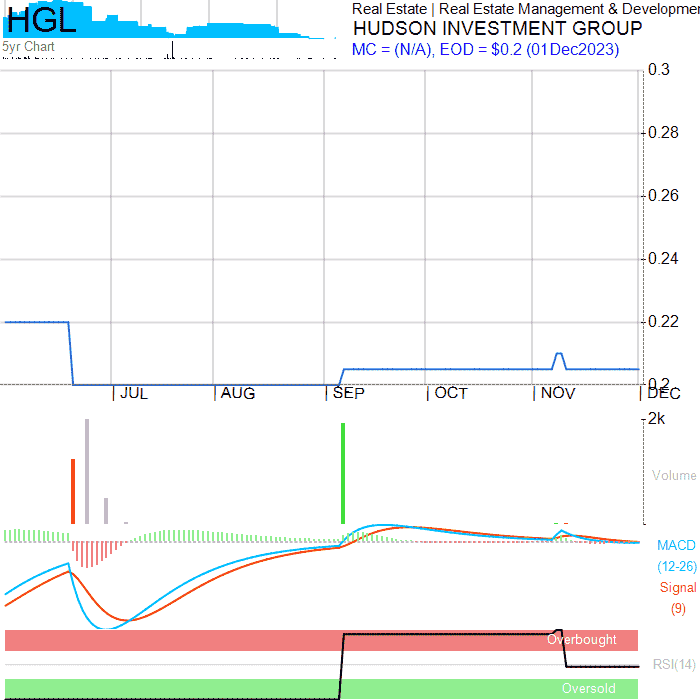 HGL
5yr Chart
Real Estate | Real Estate Management & Developmen
HUDSON INVESTMENT GROUP
MC = (N/A), EOD = $0.2 (01Dec2023)
0.3
0.28
0.26
0.24
0.22
0.2
JUL
AUG
SEP
OCT
NOV
DEC
2k
Volume
MACD
(12-26)
Signal
(9)
Overbought
RSI(14)
Oversold